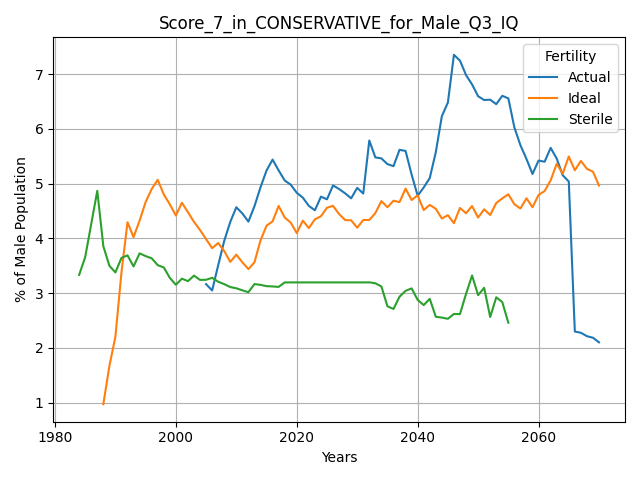 Score_7_in_CONSERVATIVE_for_Male_Q3_IQ
Fertility
Actual
Ideal
Sterile
% of Male Population
7
6
5
4
3
2
1
1980 2000 2020 2040 2060
Years